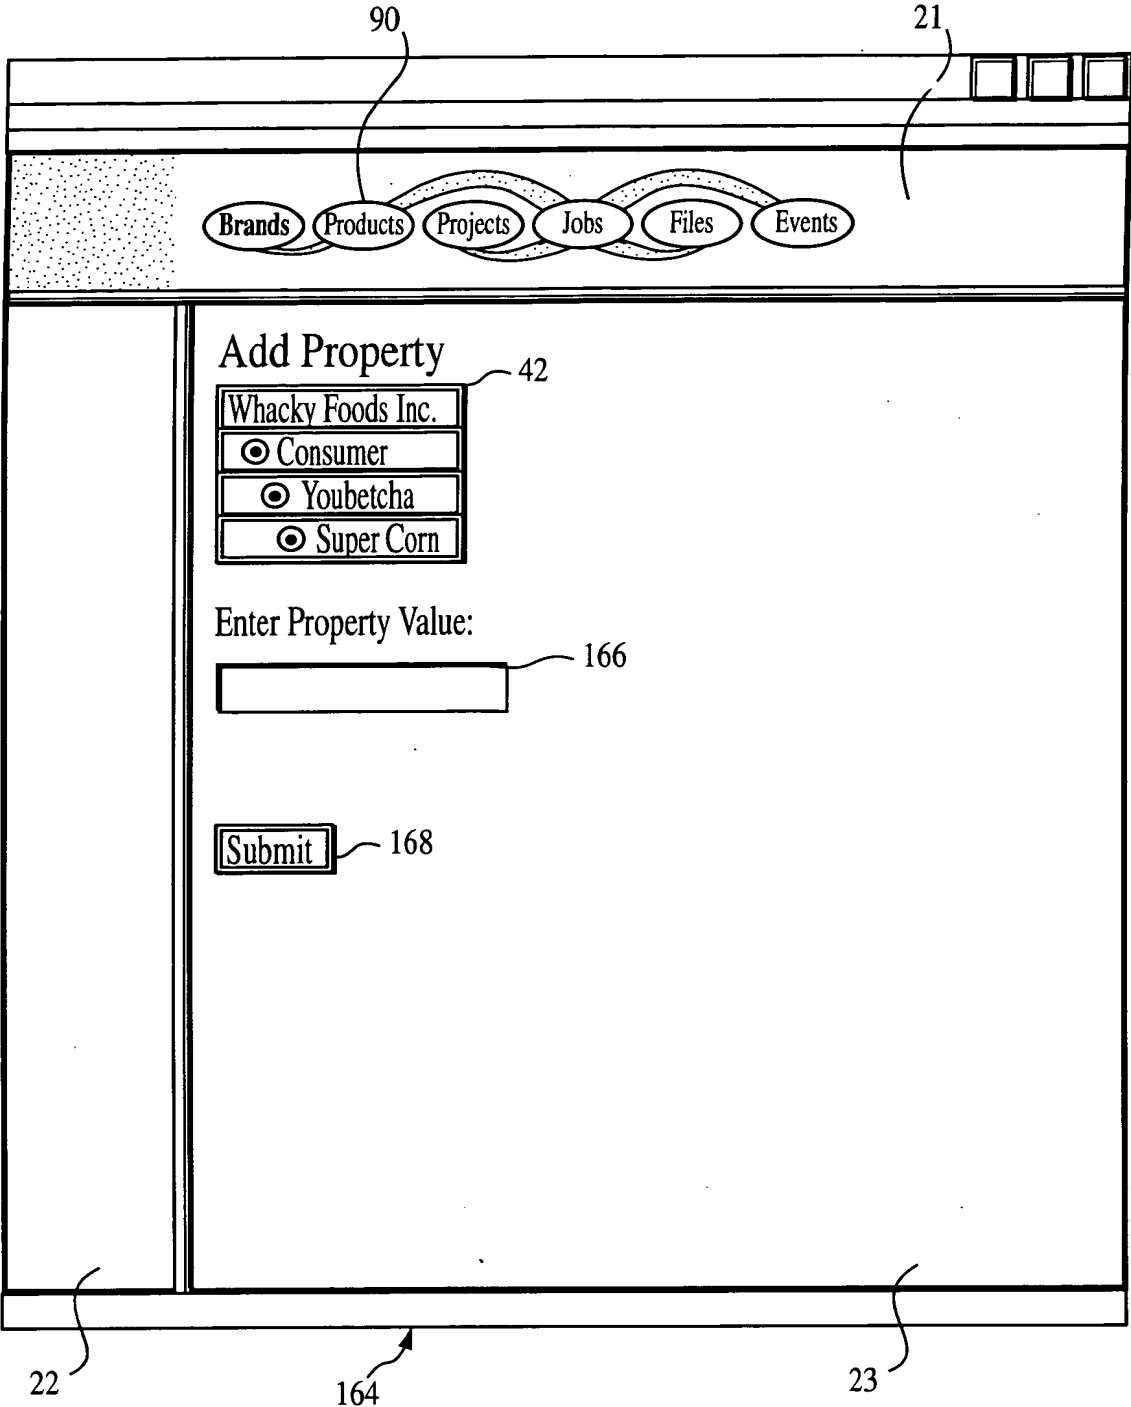 90
21
Brands Products Projects Jobs Files Events
Add Property
42
Whacky Foods Inc.
Consumer
Youbetcha
Super Corn
Enter Property Value:
166
Submit
168
22
164
23